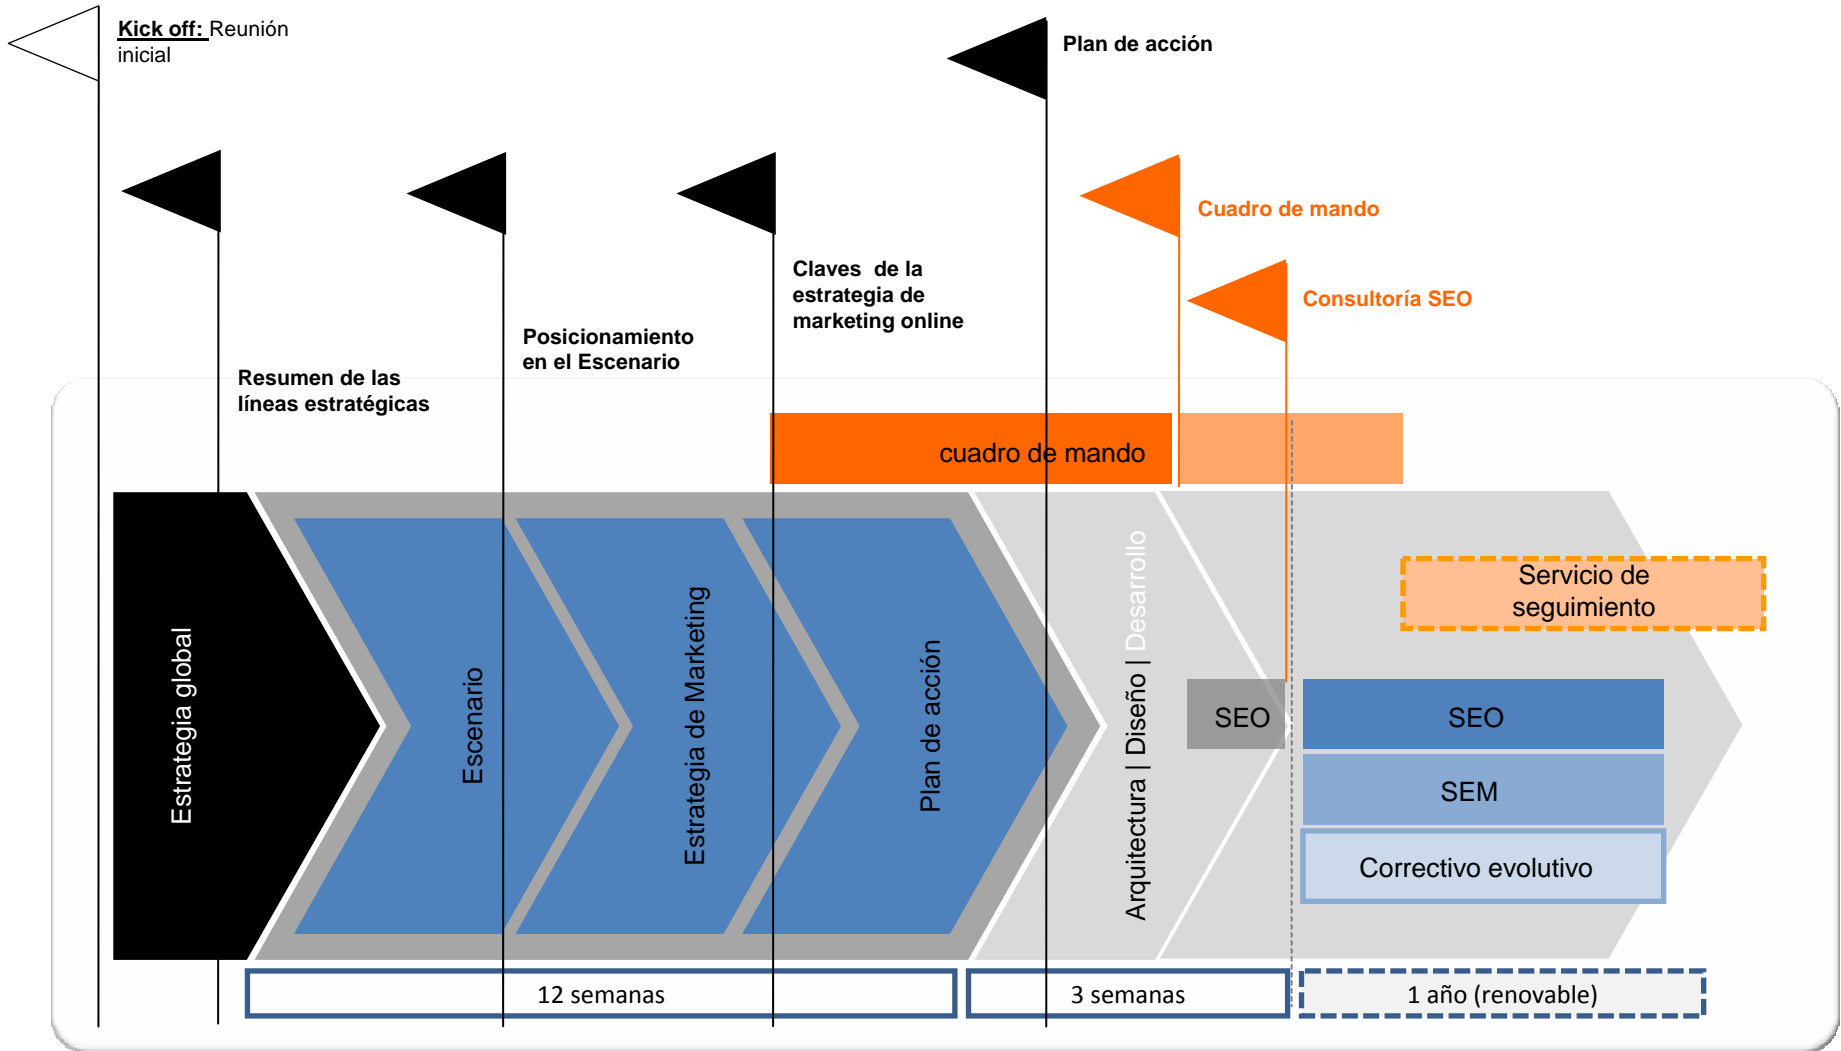 Kick off: Reunión
inicial
Plan de acción
Cuadro de mando
Claves de la
estrategia de
marketing online
Consultoría SEO
Posicionamiento
en el Escenario
Resumen de las
líneas estratégicas
cuadro de mando
Estrategia global
Escenario
Estrategia de Marketing
Plan de acción
Arquitectura | Diseño | Desarrollo
Servicio de
seguimiento
SEO
SEO
SEM
Correctivo evolutivo
12 semanas
3 semanas
1 año (renovable)